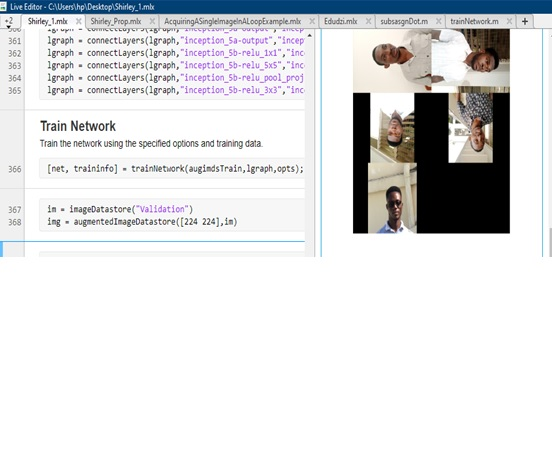 Live Editor - C:\Users\hp\Desktop\Shirley_1.mlx
+2 Shirley_1.mlx Shirley_Prop.mlx AcquiringASingleImageInALoopExample.mlx Edudzi.mlx subsasgnDot.m trainNetwork.m +
361 lgraph = connectLayers(lgraph,"inception_5a-output","incep
362 lgraph = connectLayers(lgraph,"inception_5b-relu_1x1","inc
363 lgraph = connectLayers(lgraph,"inception_5b-relu_5x5","inc
364 lgraph = connectLayers(lgraph,"inception_5b-relu_pool_proj
365 lgraph = connectLayers(lgraph,"inception_5b-relu_3x3","inc
Train Network
Train the network using the specified options and training data.
366 [net, traininfo] = trainNetwork(augimdsTrain,lgraph,opts);
367 im = imageDatastore("Validation")
368 img = augmentedImageDatastore([224 224],im)